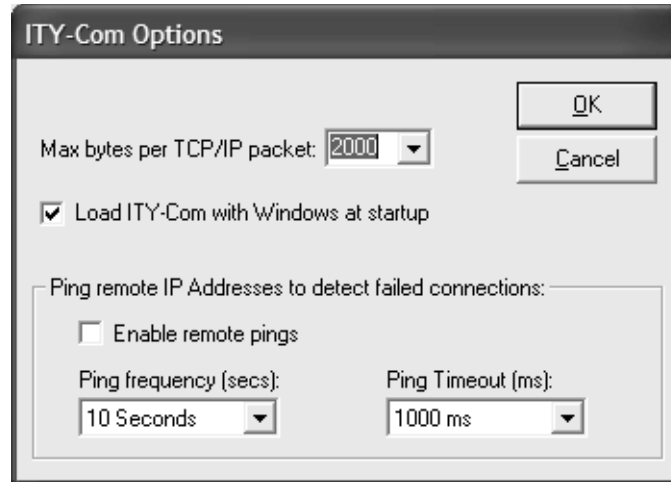 ITY-Com Options
OK
Max bytes per TCP/IP packet: 2000
Cancel
Load ITY-Com with Windows at startup
Ping remote IP Addresses to detect failed connections:
Enable remote pings
Ping frequency (secs): Ping Timeout (ms):
10 Seconds 1000 ms